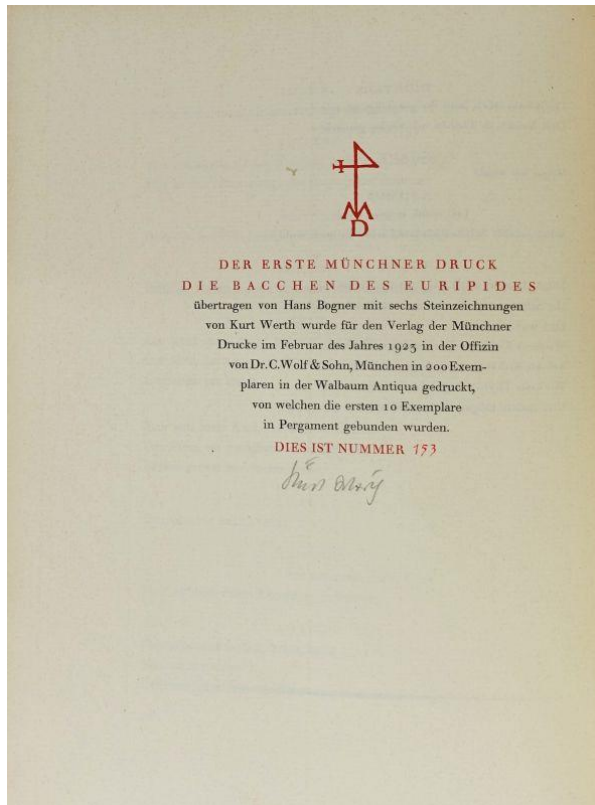 MD
DER ERSTE MÜNCHNER DRUCK
DIE BACCHEN DES EURIPIDES
übertragen von Hans Bogner mit sechs Steinzeichnungen
von Kurt Werth wurde für den Verlag der Münchner
Drucke im Februar des Jahres 1923 in der Offizin
von Dr. C. Wolf & Sohn, München in 200 Exem-
plaren in der Walbaum Antiqua gedruckt,
von welchen die ersten 10 Exemplare
in Pergament gebunden wurden.
DIES IST NUMMER 153
Kurt Werth